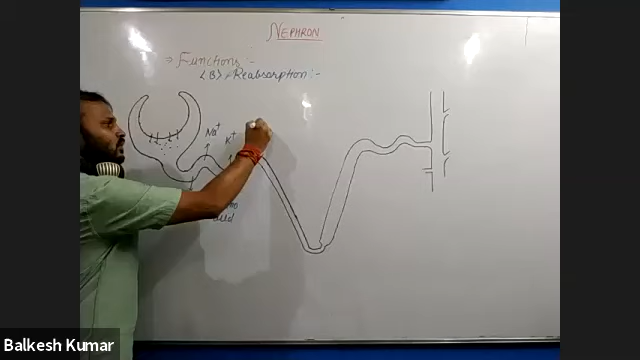 NEPHRON
⇒ Functions :-
<B> Reabsorption :-
Na⁺
K⁺
Balkesh Kumar